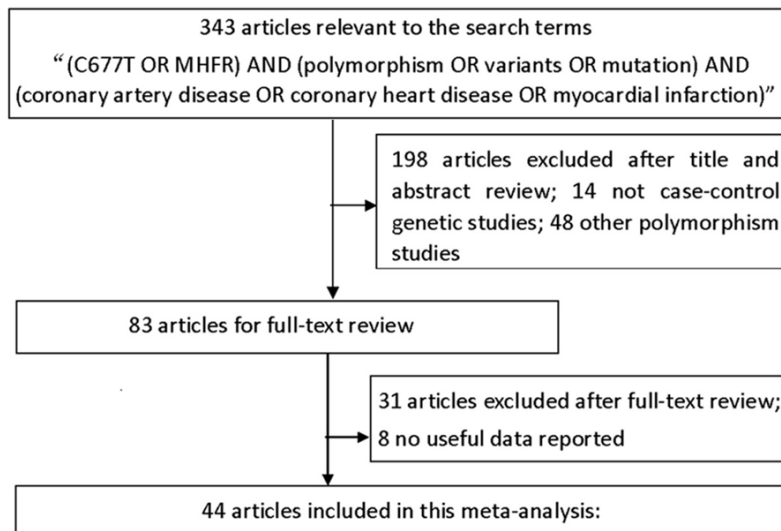 343 articles relevant to the search terms
“(C677T OR MHFR) AND (polymorphism OR variants OR mutation) AND
(coronary artery disease OR coronary heart disease OR myocardial infarction)”
198 articles excluded after title and
abstract review; 14 not case-control
genetic studies; 48 other polymorphism
studies
83 articles for full-text review
31 articles excluded after full-text review;
8 no useful data reported
44 articles included in this meta-analysis: